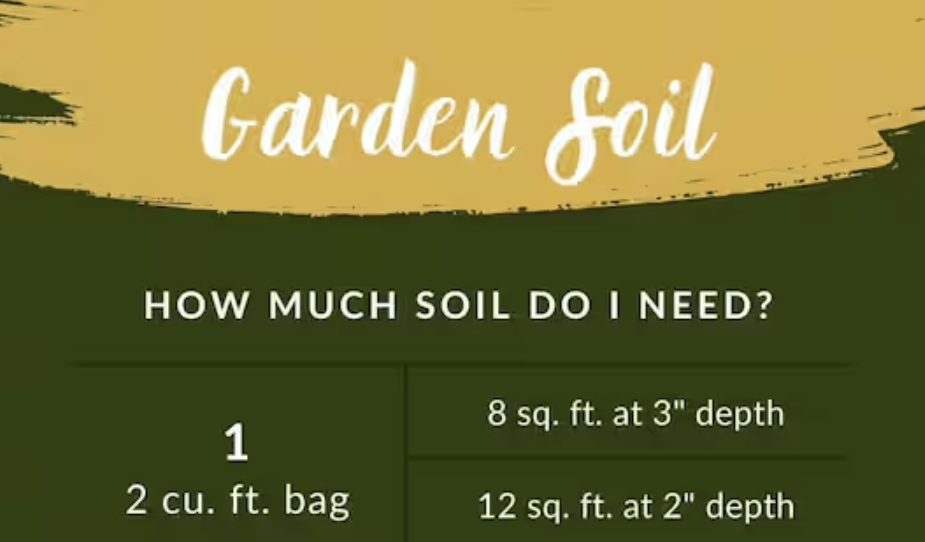 Garden Soil
HOW MUCH SOIL DO I NEED?
1
2 cu. ft. bag
8 sq. ft. at 3" depth
12 sq. ft. at 2" depth